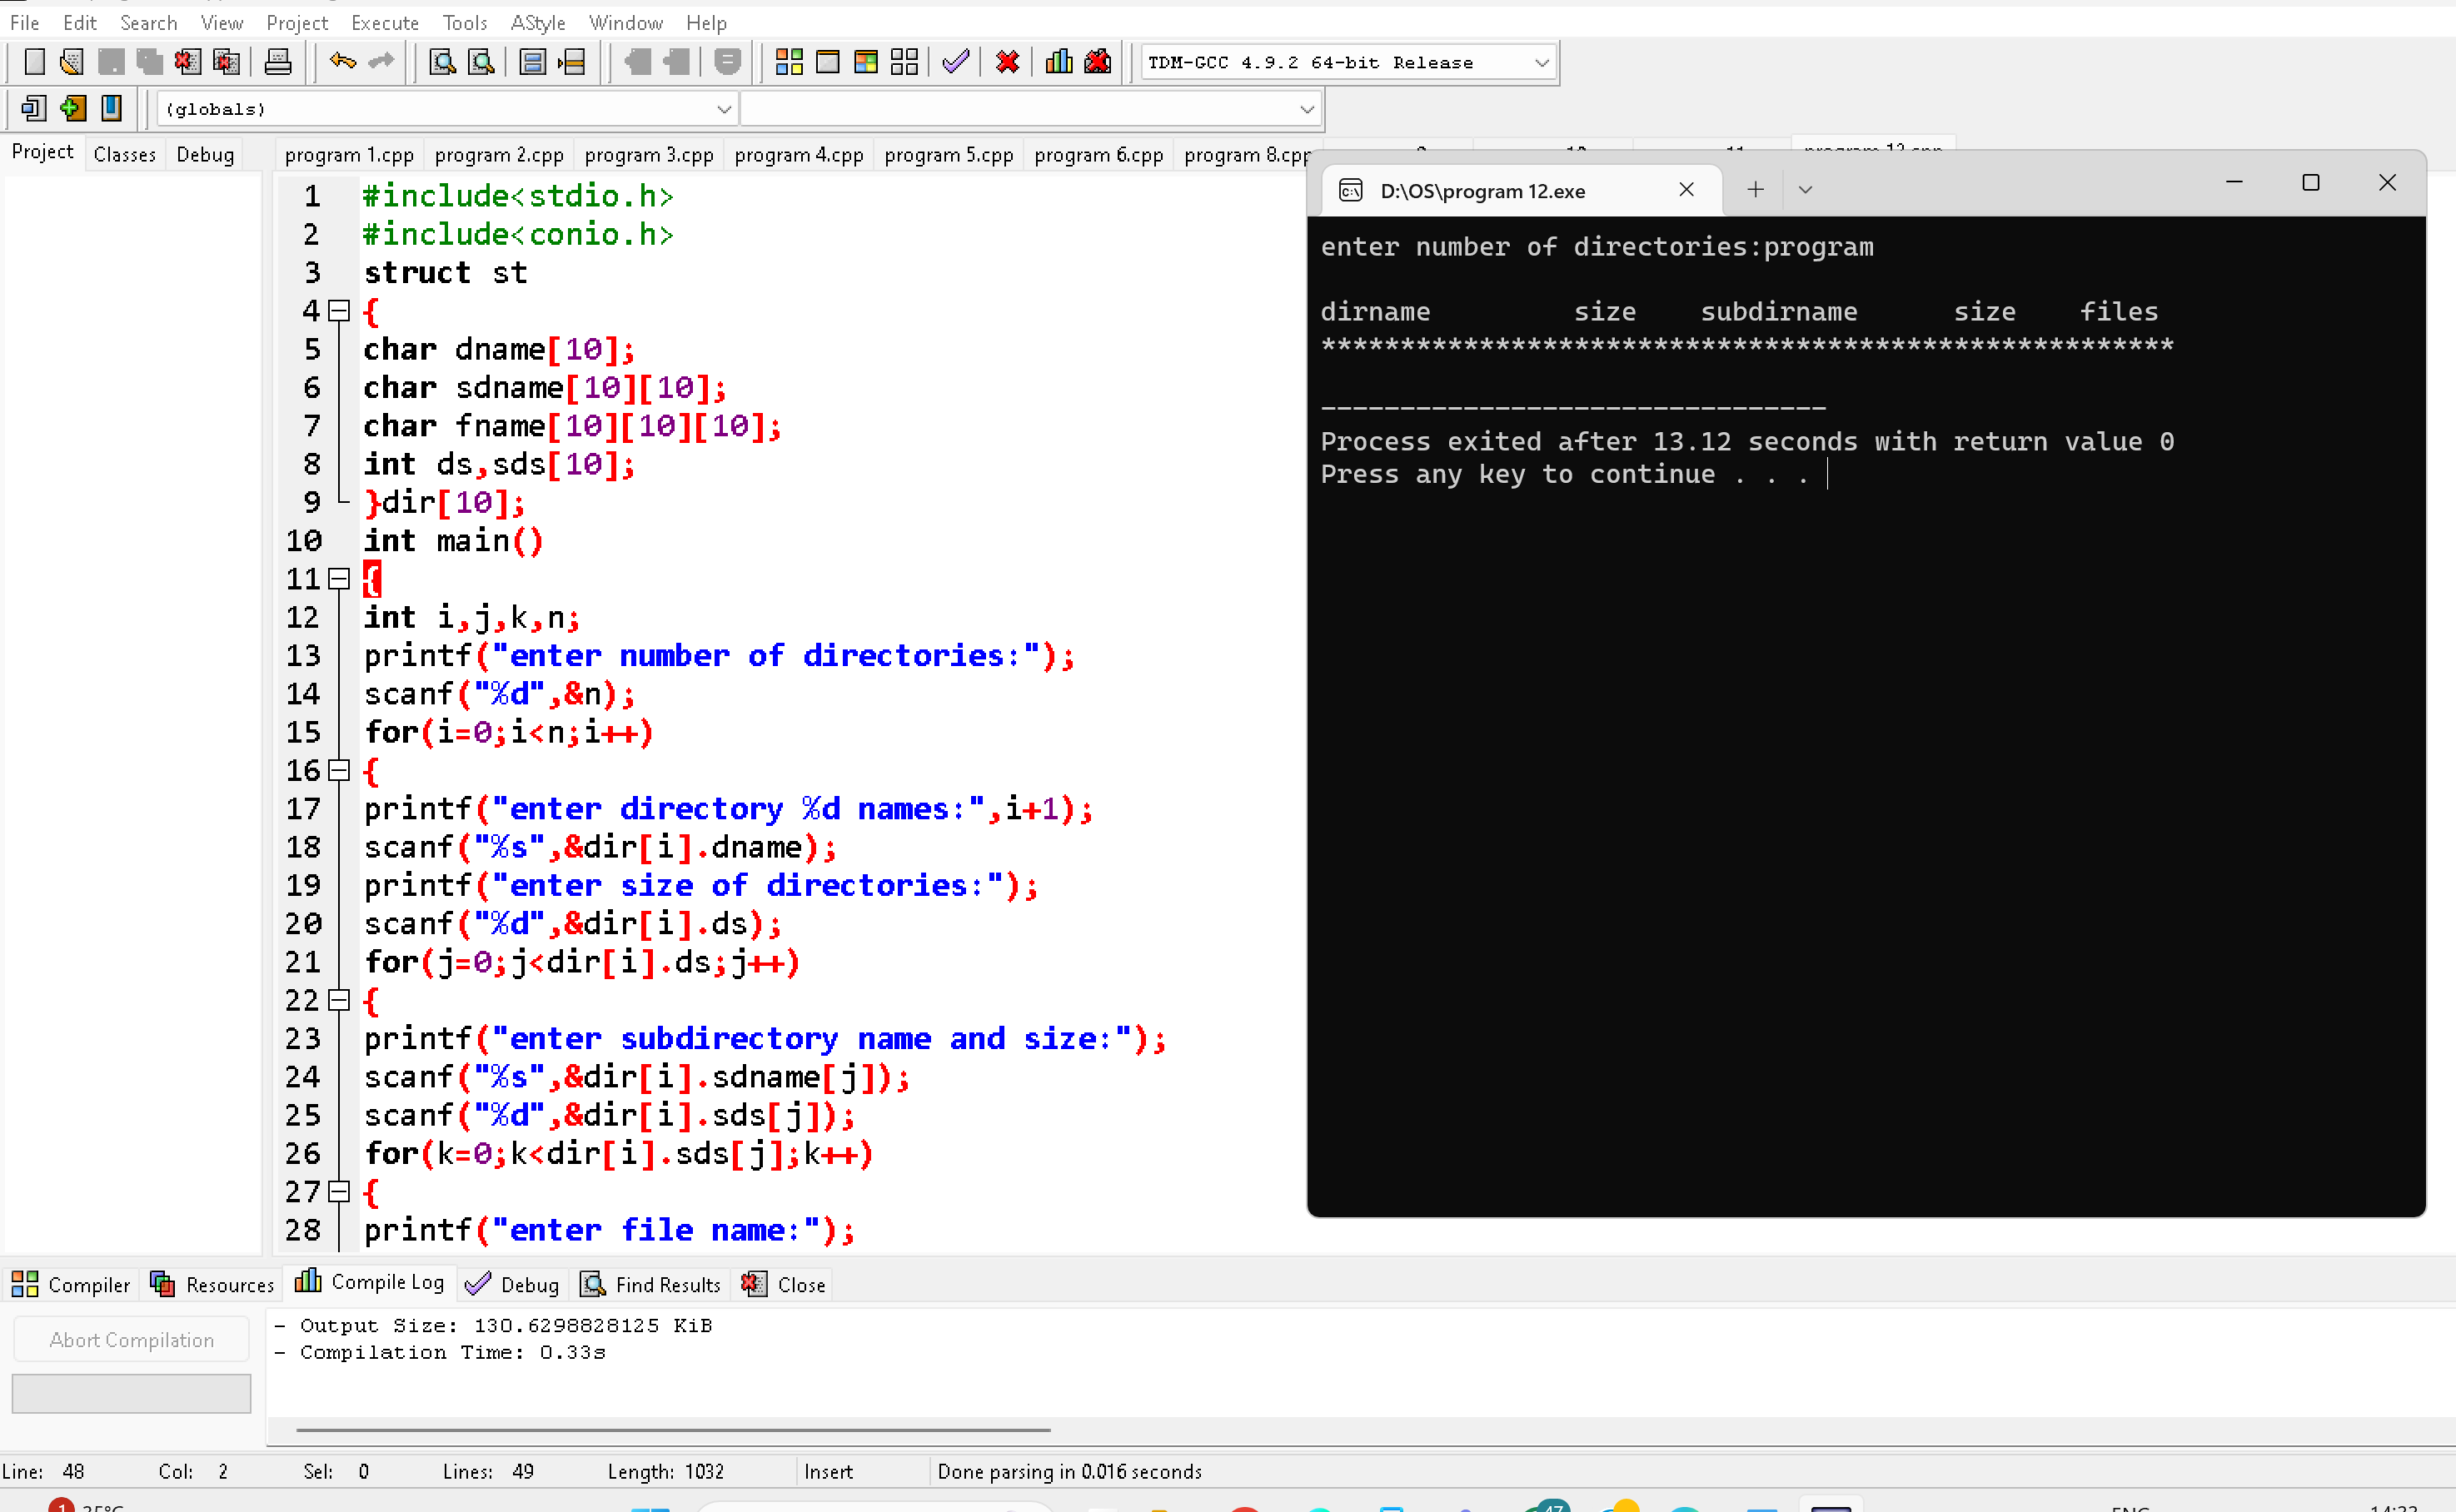 File Edit Search View Project Execute Tools AStyle Window Help
TDM-GCC 4.9.2 64-bit Release
(globals)
Project Classes Debug
program 1.cpp program 2.cpp program 3.cpp program 4.cpp program 5.cpp program 6.cpp program 8.cpp
1 #include<stdio.h>
2 #include<conio.h>
3 struct st
4 {
5 char dname[10];
6 char sdname[10][10];
7 char fname[10][10][10];
8 int ds,sds[10];
9 }dir[10];
10 int main()
11 {
12 int i,j,k,n;
13 printf("enter number of directories:");
14 scanf("%d",&n);
15 for(i=0;i<n;i++)
16 {
17 printf("enter directory %d names:",i+1);
18 scanf("%s",&dir[i].dname);
19 printf("enter size of directories:");
20 scanf("%d",&dir[i].ds);
21 for(j=0;j<dir[i].ds;j++)
22 {
23 printf("enter subdirectory name and size:");
24 scanf("%s",&dir[i].sdname[j]);
25 scanf("%d",&dir[i].sds[j]);
26 for(k=0;k<dir[i].sds[j];k++)
27 {
28 printf("enter file name:");
D:\OS\program 12.exe
enter number of directories:program
dirname size subdirname size files
******************************************************
--------------------------------
Process exited after 13.12 seconds with return value 0
Press any key to continue . . .
Compiler Resources Compile Log Debug Find Results Close
Abort Compilation
- Output Size: 130.6298828125 KiB
- Compilation Time: 0.33s
Line: 48 Col: 2 Sel: 0 Lines: 49 Length: 1032 Insert Done parsing in 0.016 seconds
1
47